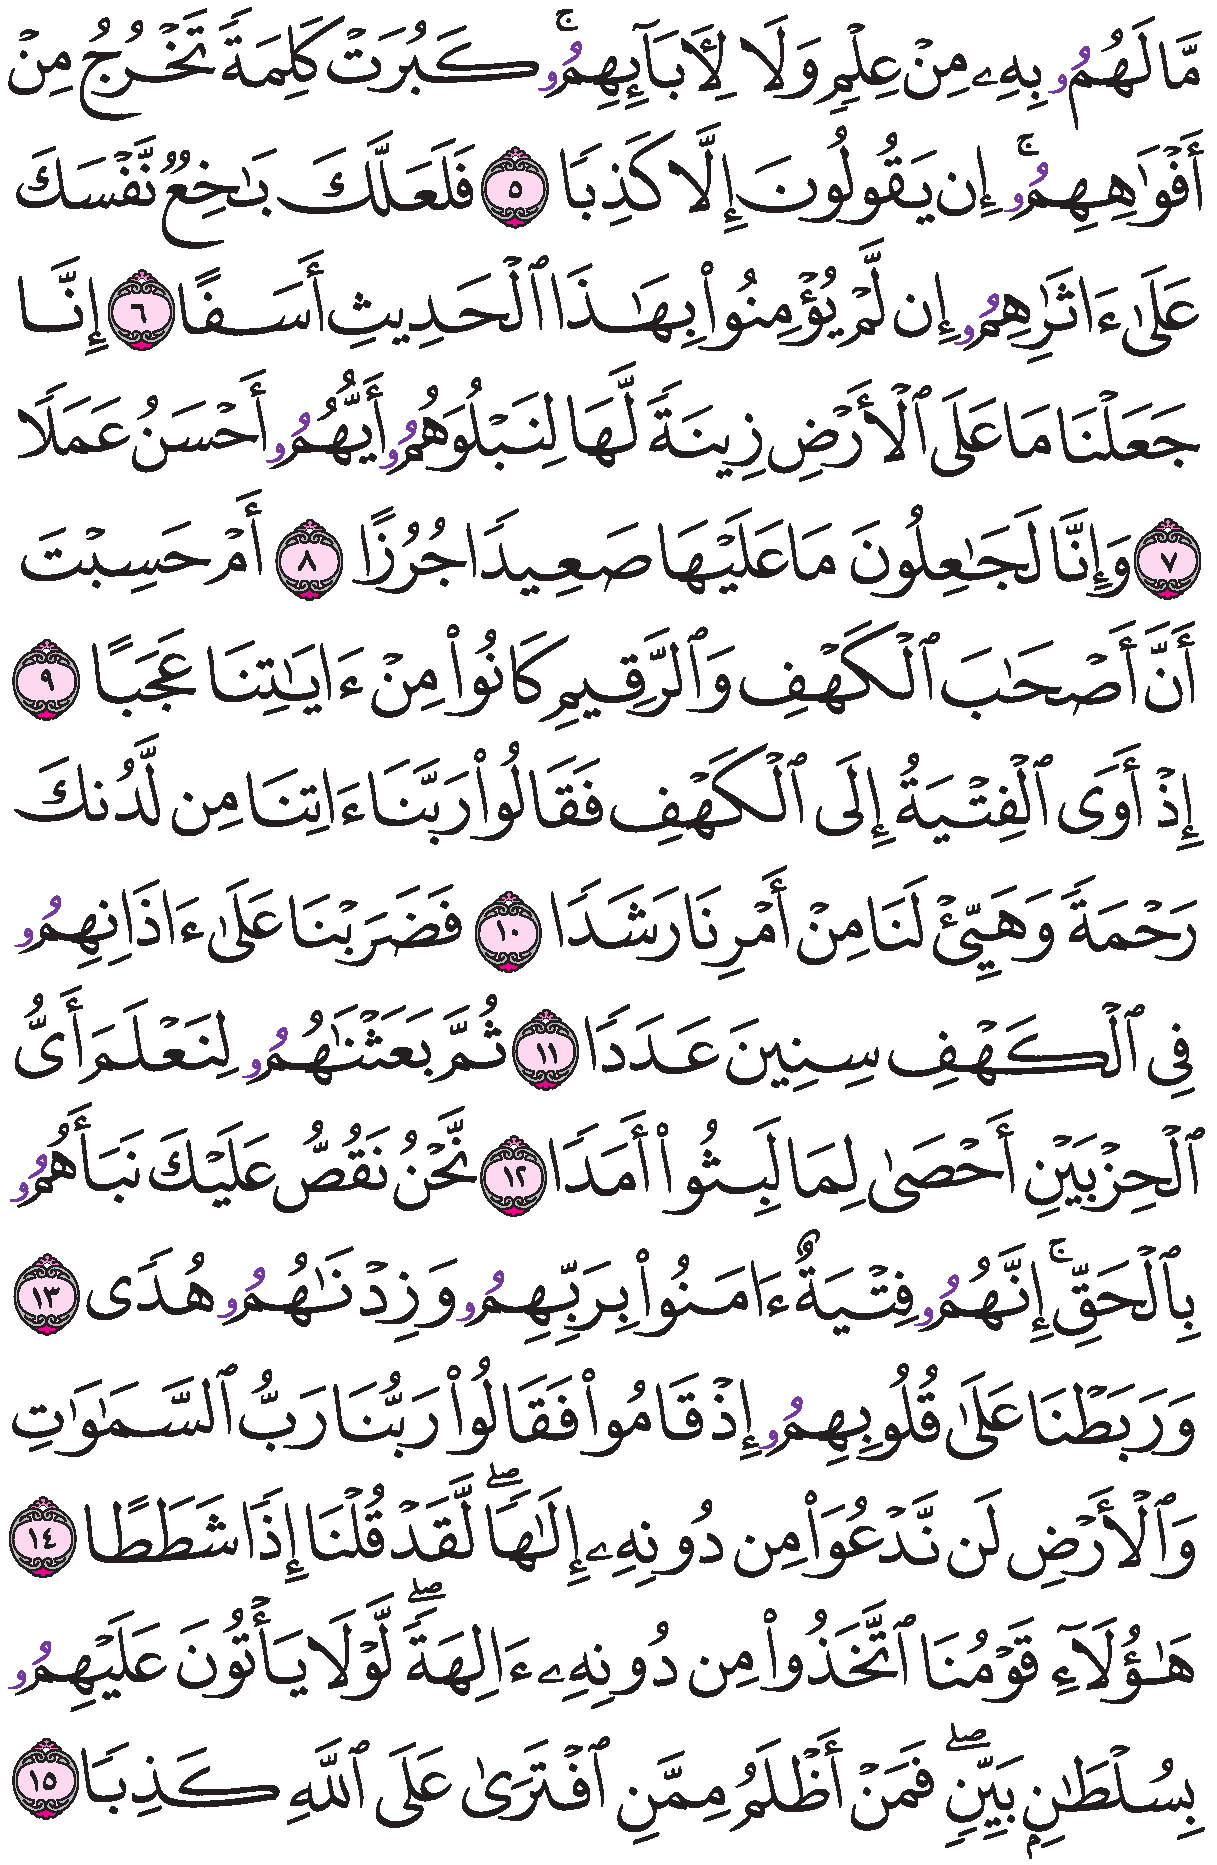 مَّا لَهُمُۥ بِهِۦ مِنۡ عِلۡمٖ وَلَا لِأٓبَآئِهِمُۥۚ كَبُرَتۡ كَلِمَةٗ تَخۡرُجُ مِنۡ
أَفۡوَٰهِهِمُۥۚ إِن يَقُولُونَ إِلَّا كَذِبٗا ٥ فَلَعَلَّكَ بَٰخِعٞ نَّفۡسَكَ
عَلَىٰ ءَاثَٰرِهِمُۥ إِن لَّمۡ يُؤۡمِنُواْ بِهَٰذَا ٱلۡحَدِيثِ أَسَفًا ٦ إِنَّا
جَعَلۡنَا مَا عَلَى ٱلۡأَرۡضِ زِينَةٗ لَّهَا لِنَبۡلُوَهُمُۥ أَيُّهُمُۥ أَحۡسَنُ عَمَلٗا
٧ وَإِنَّا لَجَٰعِلُونَ مَا عَلَيۡهَا صَعِيدٗا جُرُزًا ٨ أَمۡ حَسِبۡتَ
أَنَّ أَصۡحَٰبَ ٱلۡكَهۡفِ وَٱلرَّقِيمِ كَانُواْ مِنۡ ءَايَٰتِنَا عَجَبًا ٩
إِذۡ أَوَى ٱلۡفِتۡيَةُ إِلَى ٱلۡكَهۡفِ فَقَالُواْ رَبَّنَا ءَاتِنَا مِن لَّدُنكَ
رَحۡمَةٗ وَهَيِّئۡ لَنَا مِنۡ أَمۡرِنَا رَشَدٗا ١٠ فَضَرَبۡنَا عَلَىٰ ءَاذَانِهِمُۥ
فِي ٱلۡكَهۡفِ سِنِينَ عَدَدٗا ١١ ثُمَّ بَعَثۡنَٰهُمُۥ لِنَعۡلَمَ أَيُّ
ٱلۡحِزۡبَيۡنِ أَحۡصَىٰ لِمَا لَبِثُواْ أَمَدٗا ١٢ نَّحۡنُ نَقُصُّ عَلَيۡكَ نَبَأَهُمُۥ
بِٱلۡحَقِّۚ إِنَّهُمُۥ فِتۡيَةٌ ءَامَنُواْ بِرَبِّهِمُۥ وَزِدۡنَٰهُمُۥ هُدٗى ١٣
وَرَبَطۡنَا عَلَىٰ قُلُوبِهِمُۥ إِذۡ قَامُواْ فَقَالُواْ رَبُّنَا رَبُّ ٱلسَّمَٰوَٰتِ
وَٱلۡأَرۡضِ لَن نَّدۡعُوَاْ مِن دُونِهِۦ إِلَٰهٗاۖ لَّقَدۡ قُلۡنَا إِذٗا شَطَطًا ١٤
هَٰٓؤُلَآءِ قَوۡمُنَا ٱتَّخَذُواْ مِن دُونِهِۦ ءَالِهَةٗۖ لَّوۡلَا يَأۡتُونَ عَلَيۡهِمُۥ
بِسُلۡطَٰنِۭ بَيِّنٖۖ فَمَنۡ أَظۡلَمُ مِمَّنِ ٱفۡتَرَىٰ عَلَى ٱللَّهِ كَذِبٗا ١٥